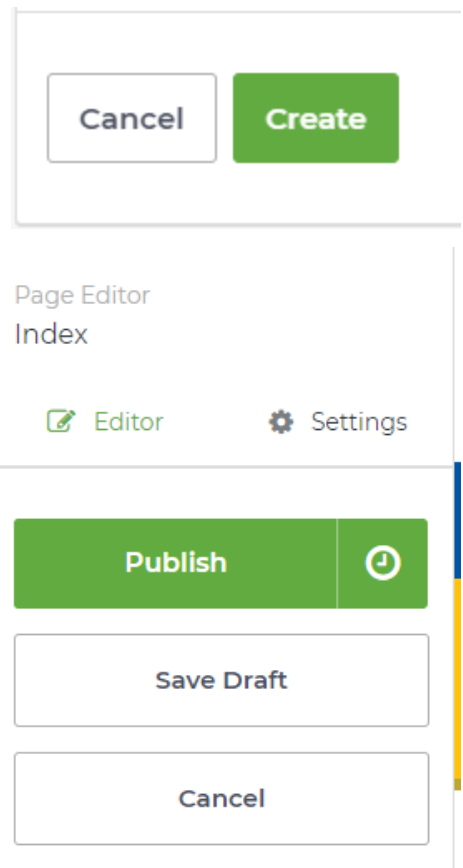 Cancel Create
Page Editor
Index
Editor Settings
Publish
Save Draft
Cancel